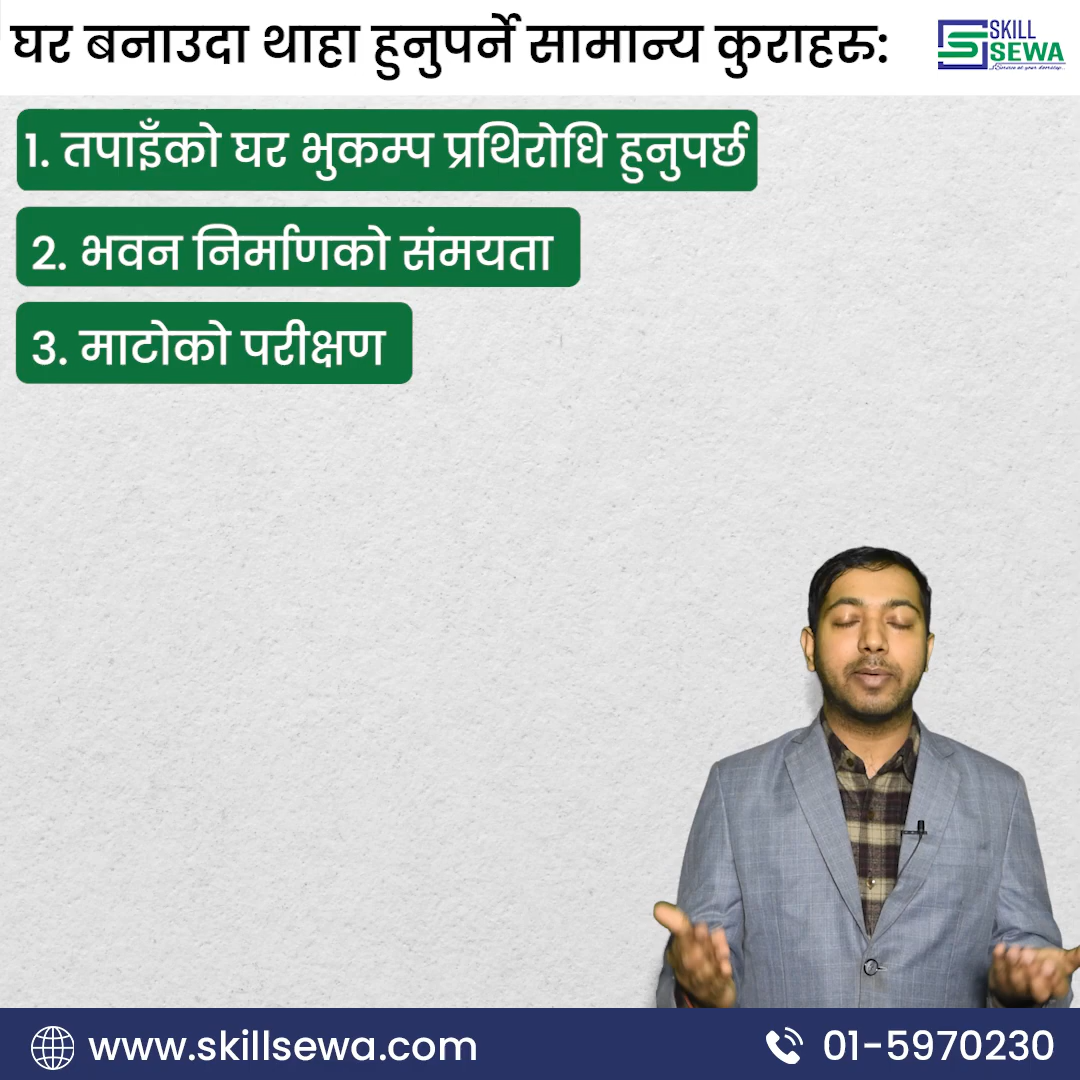 घर बनाउदा थाहा हुनुपर्ने सामान्य कुराहरु:
SKILL
SEWA
1. तपाइँको घर भुकम्प प्रथिरोधि हुनुपर्छ
2. भवन निर्माणको संमयता
3. माटोको परीक्षण
www.skillsewa.com
01-5970230